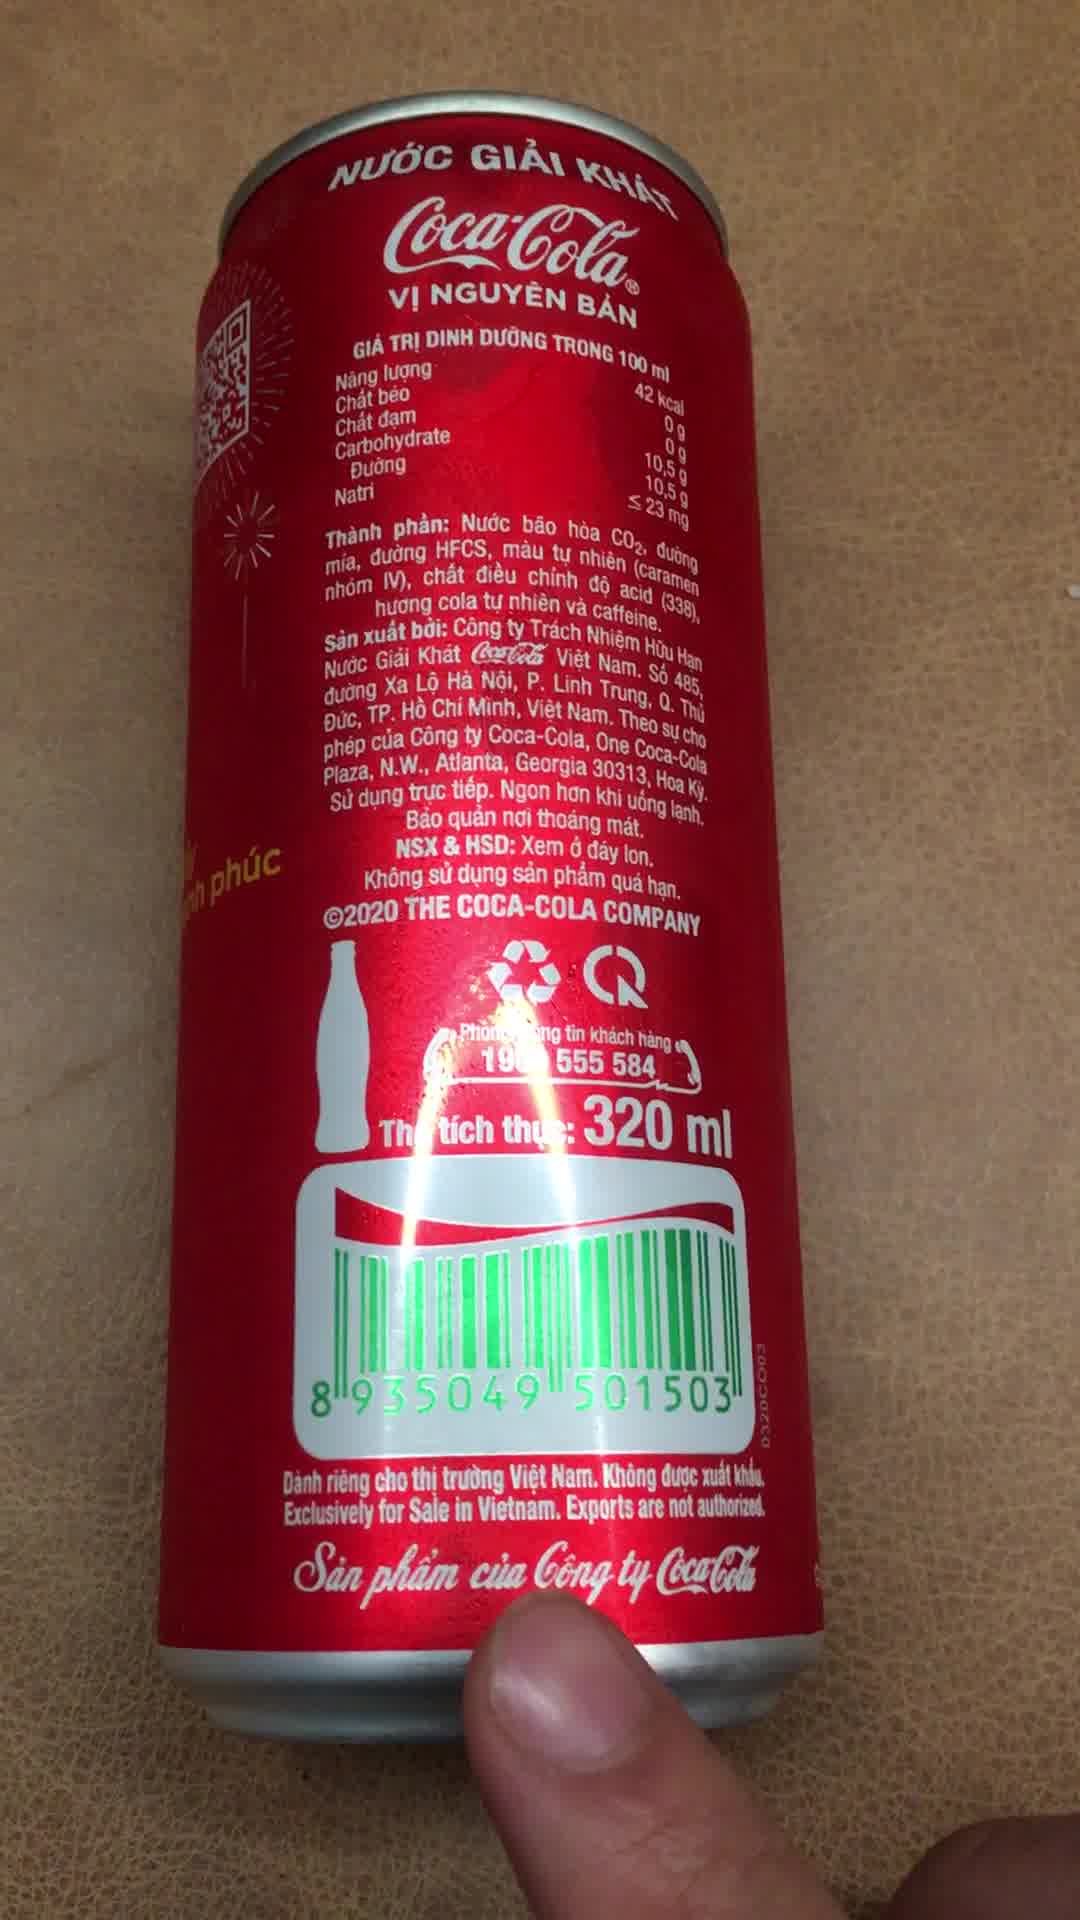 NƯỚC GIẢI KHÁT
Coca-Cola®
VỊ NGUYÊN BẢN
GIÁ TRỊ DINH DƯỠNG TRONG 100 ml
Năng lượng 42 kcal
Chất béo 0 g
Chất đạm 0 g
Carbohydrate 10,5 g
Đường 10,5 g
Natri ≤ 23 mg
Thành phần: Nước bão hòa CO₂, đường
mía, đường HFCS, màu tự nhiên (caramen
nhóm IV), chất điều chỉnh độ acid (338),
hương cola tự nhiên và caffeine.
Sản xuất bởi: Công ty Trách Nhiệm Hữu Hạn
Nước Giải Khát Coca-Cola Việt Nam. Số 485,
đường Xa Lộ Hà Nội, P. Linh Trung, Q. Thủ
Đức, TP. Hồ Chí Minh, Việt Nam. Theo sự cho
phép của Công ty Coca-Cola, One Coca-Cola
Plaza, N.W., Atlanta, Georgia 30313, Hoa Kỳ.
Sử dụng trực tiếp. Ngon hơn khi uống lạnh.
Bảo quản nơi thoáng mát.
NSX & HSD: Xem ở đáy lon.
Không sử dụng sản phẩm quá hạn.
©2020 THE COCA-COLA COMPANY
phúc
tin khách hàng
555 584
tích 320 ml
8 935049 501503
0320CC03
Dành riêng cho thị trường Việt Nam. Không được xuất khẩu.
Exclusively for Sale in Vietnam. Exports are not authorized.
Sản phẩm của Công ty Coca-Cola